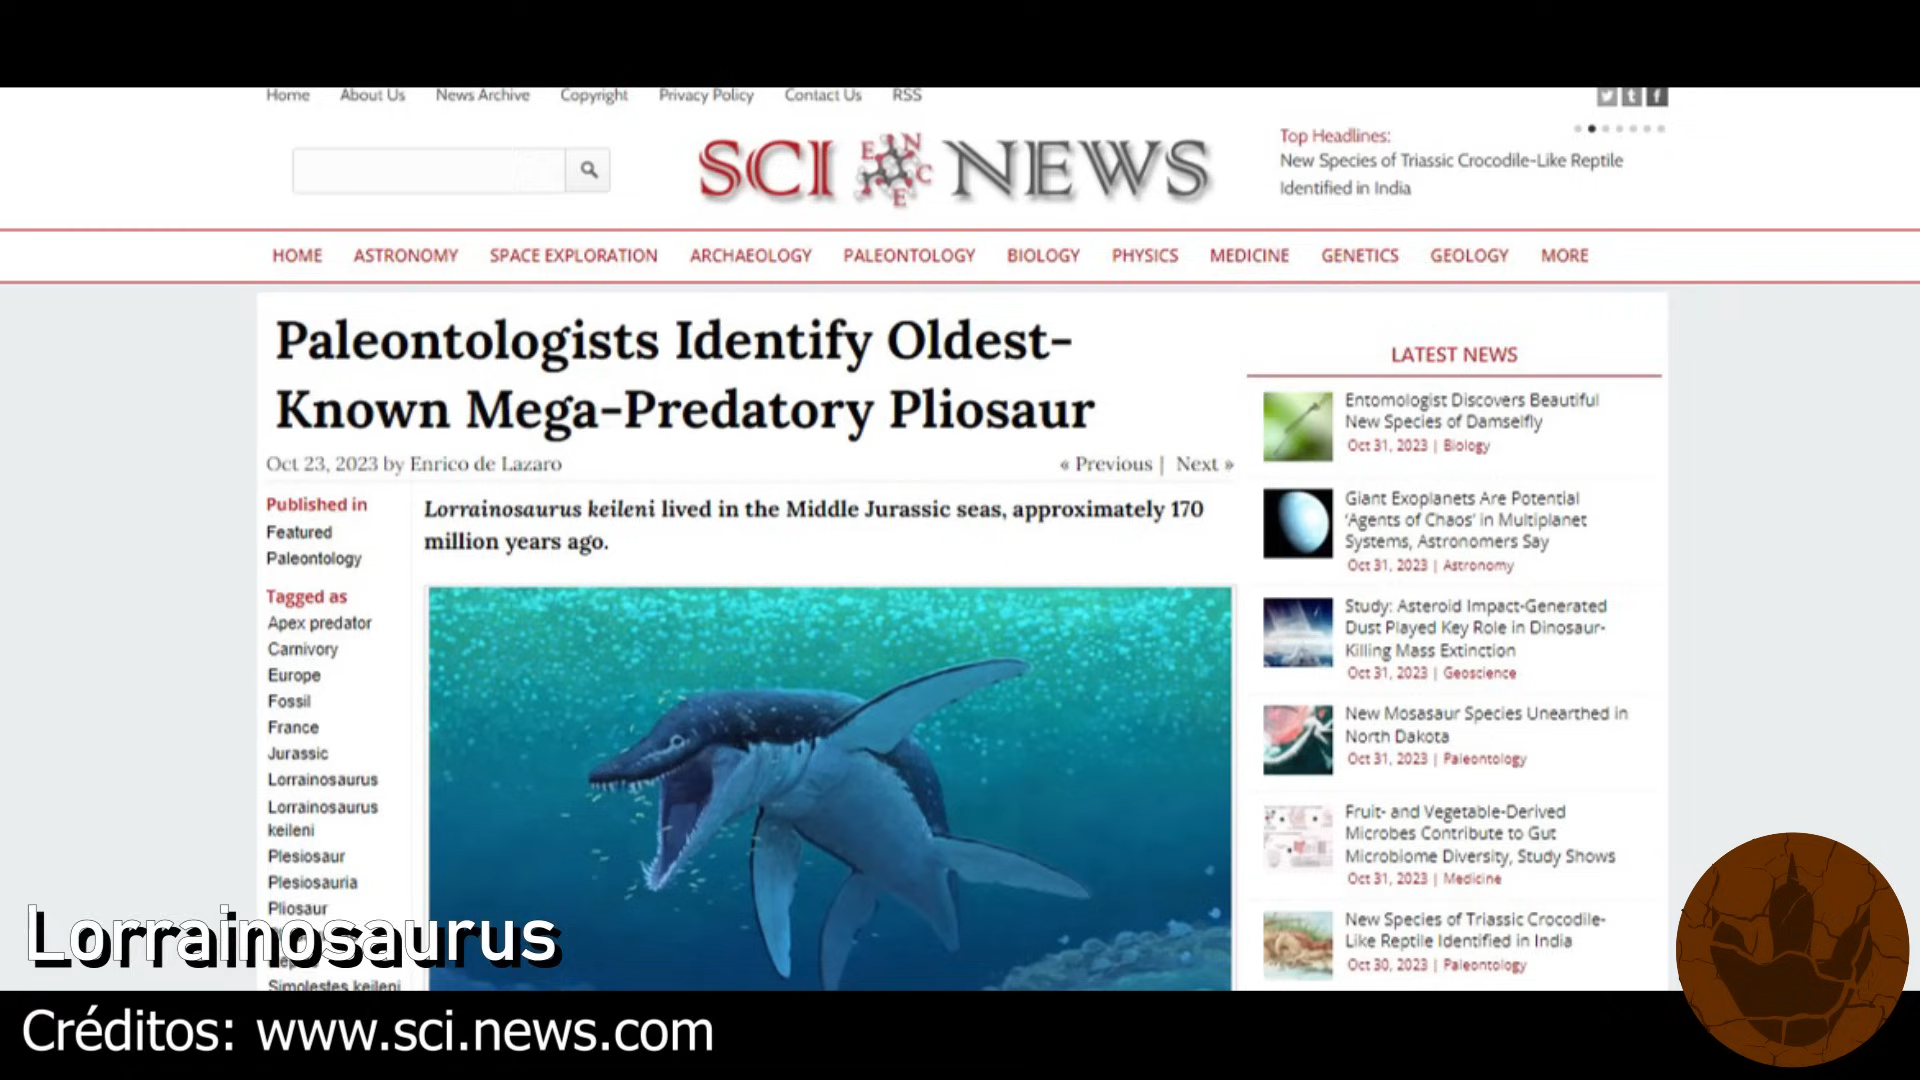 Home About Us News Archive Copyright Privacy Policy Contact Us RSS
SCI ENCE NEWS
Top Headlines:
New Species of Triassic Crocodile-Like Reptile
Identified in India
HOME ASTRONOMY SPACE EXPLORATION ARCHAEOLOGY PALEONTOLOGY BIOLOGY PHYSICS MEDICINE GENETICS GEOLOGY MORE
Paleontologists Identify Oldest-
Known Mega-Predatory Pliosaur
Oct 23, 2023 by Enrico de Lazaro
« Previous | Next »
Published in
Featured
Paleontology
Tagged as
Apex predator
Carnivory
Europe
Fossil
France
Jurassic
Lorrainosaurus
Lorrainosaurus
keileni
Plesiosaur
Plesiosauria
Pliosaur
Simolestes keileni
Lorrainosaurus keileni lived in the Middle Jurassic seas, approximately 170
million years ago.
LATEST NEWS
Entomologist Discovers Beautiful
New Species of Damselfly
Oct 31, 2023 | Biology
Giant Exoplanets Are Potential
‘Agents of Chaos’ in Multiplanet
Systems, Astronomers Say
Oct 31, 2023 | Astronomy
Study: Asteroid Impact-Generated
Dust Played Key Role in Dinosaur-
Killing Mass Extinction
Oct 31, 2023 | Geoscience
New Mosasaur Species Unearthed in
North Dakota
Oct 31, 2023 | Paleontology
Fruit- and Vegetable-Derived
Microbes Contribute to Gut
Microbiome Diversity, Study Shows
Oct 31, 2023 | Medicine
New Species of Triassic Crocodile-
Like Reptile Identified in India
Oct 30, 2023 | Paleontology
Lorrainosaurus
Créditos: www.sci.news.com